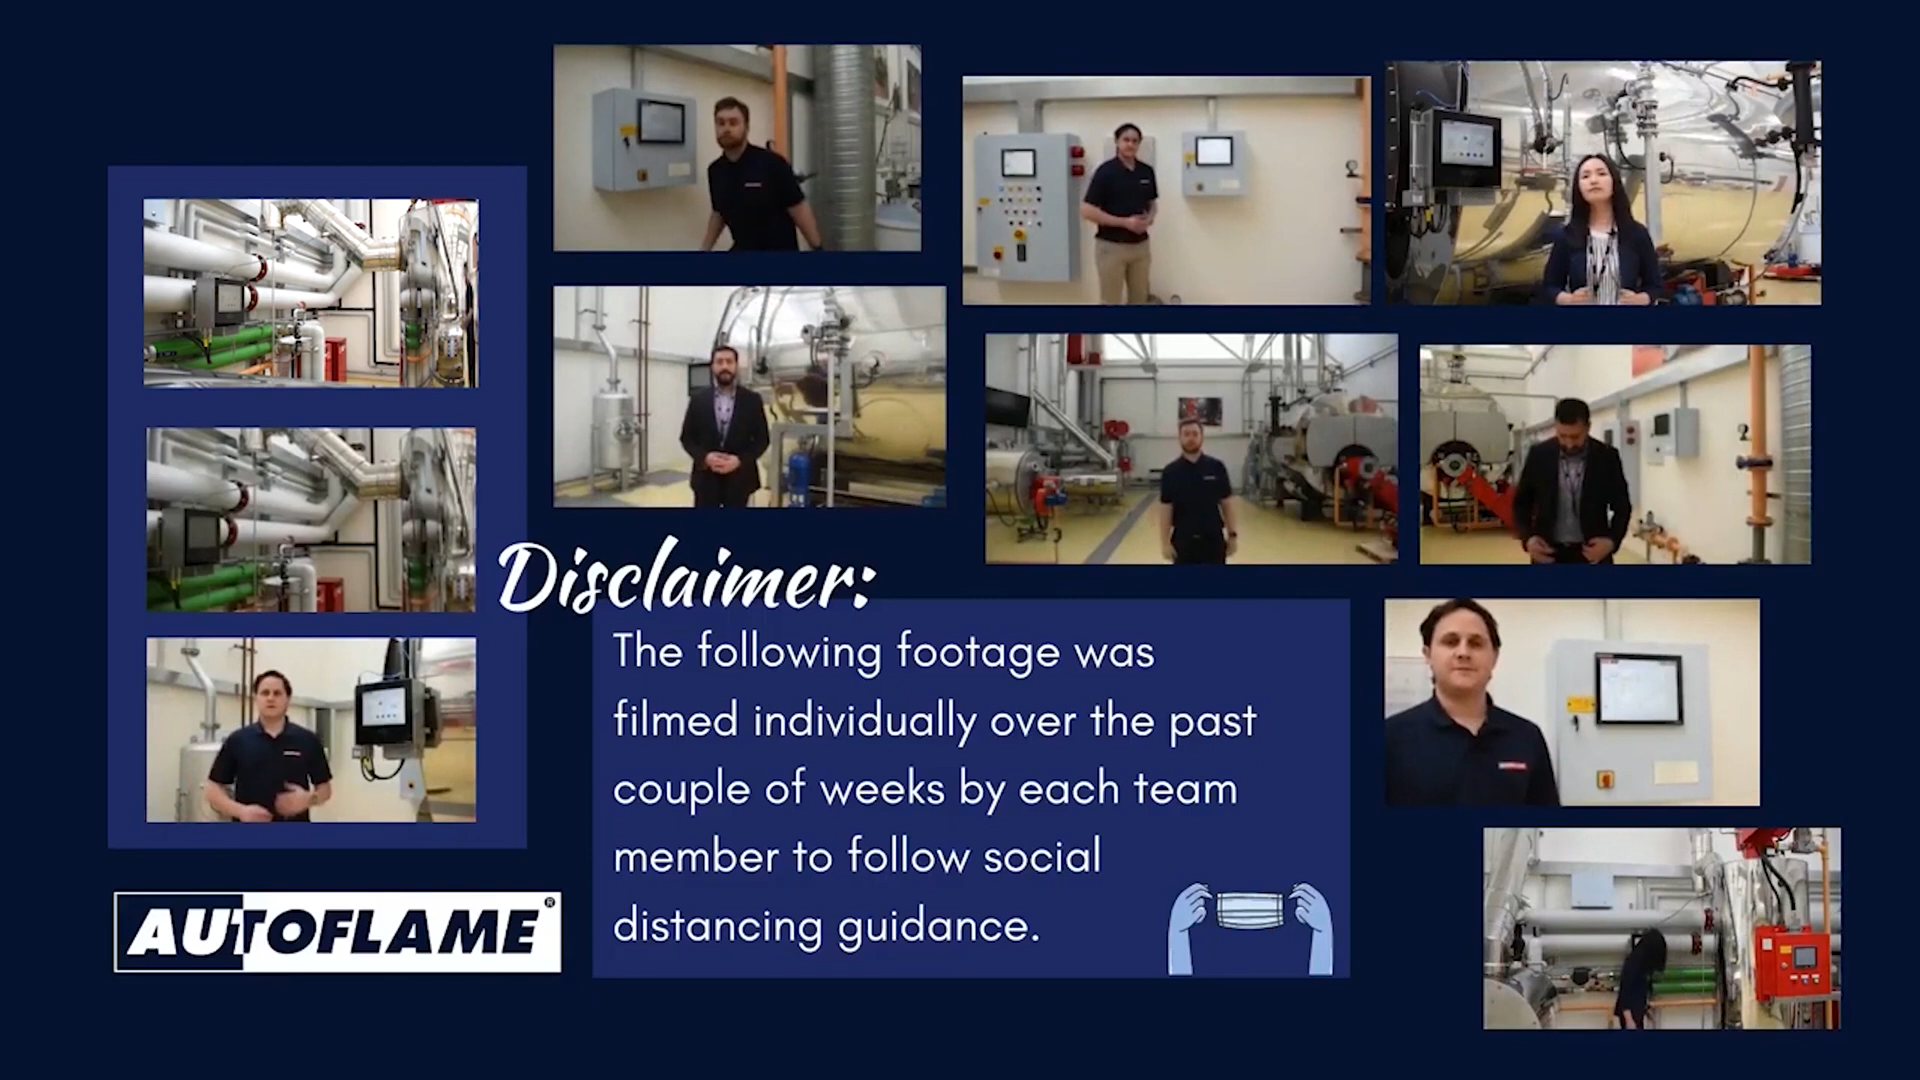 Disclaimer:
The following footage was
filmed individually over the past
couple of weeks by each team
member to follow social
distancing guidance.
AUTOFLAME®